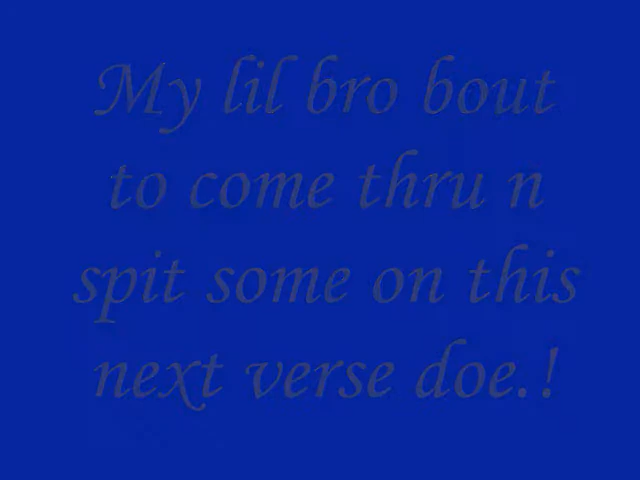 My lil bro bout
to come thru n
spit some on this
next verse doe.!